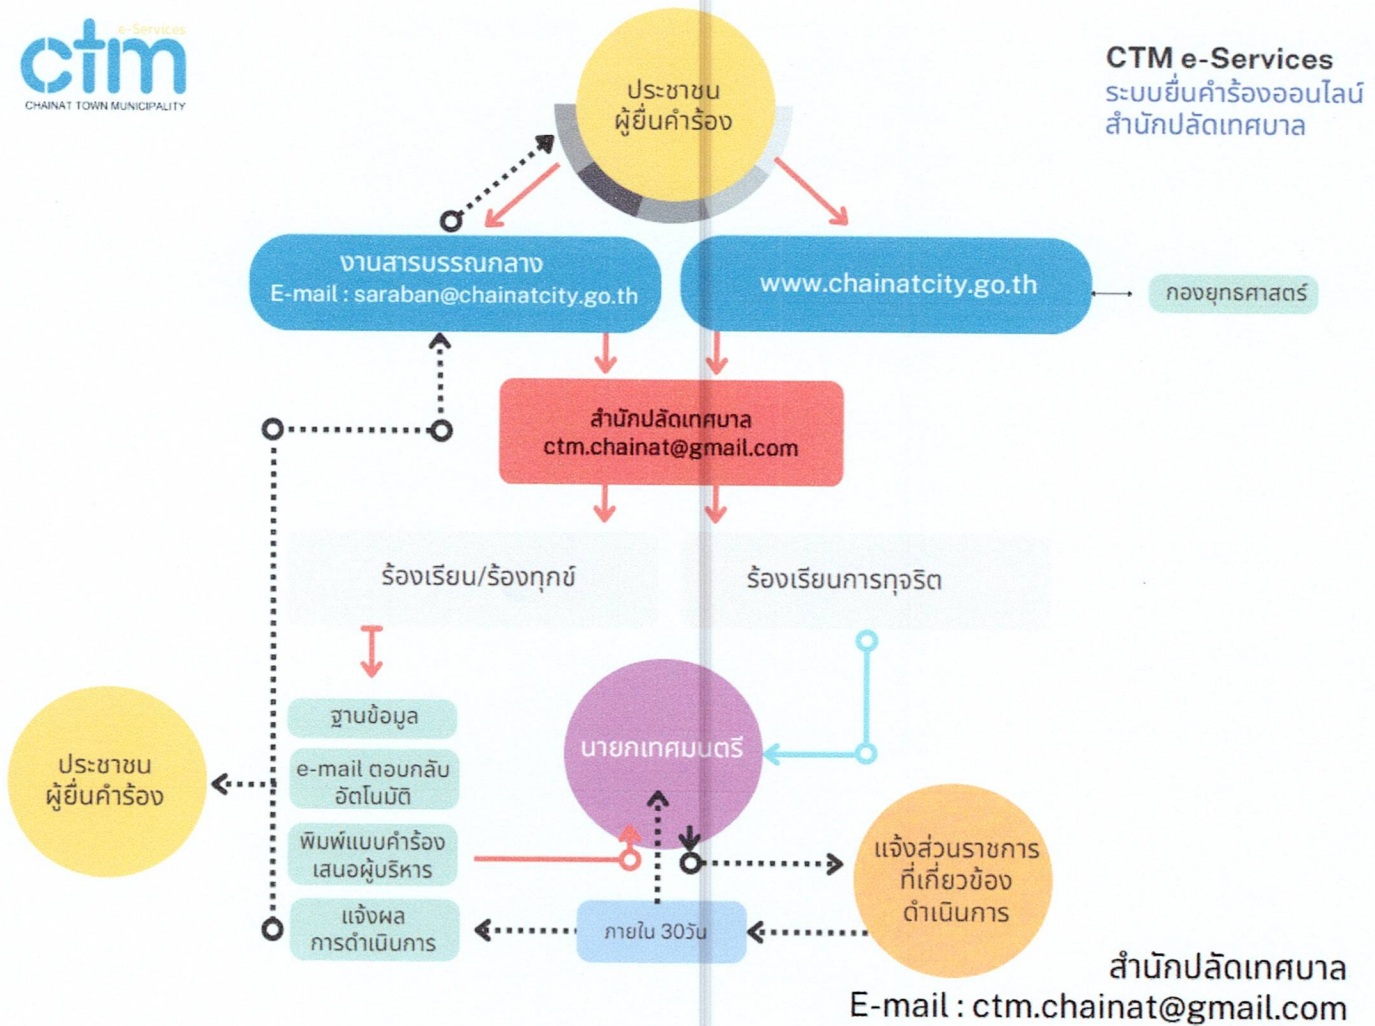 e-Services
ctm
CHAINAT TOWN MUNICIPALITY
CTM e-Services
ระบบยื่นคำร้องออนไลน์
สำนักปลัดเทศบาล
ประชาชน
ผู้ยื่นคำร้อง
งานสารบรรณกลาง
E-mail : saraban@chainatcity.go.th
www.chainatcity.go.th
กองยุทธศาสตร์
สำนักปลัดเทศบาล
ctm.chainat@gmail.com
ร้องเรียน/ร้องทุกข์
ร้องเรียนการทุจริต
ฐานข้อมูล
e-mail ตอบกลับ
อัตโนมัติ
พิมพ์แบบคำร้อง
เสนอผู้บริหาร
แจ้งผล
การดำเนินการ
ประชาชน
ผู้ยื่นคำร้อง
นายกเทศมนตรี
ภายใน 30วัน
แจ้งส่วนราชการ
ที่เกี่ยวข้อง
ดำเนินการ
สำนักปลัดเทศบาล
E-mail : ctm.chainat@gmail.com